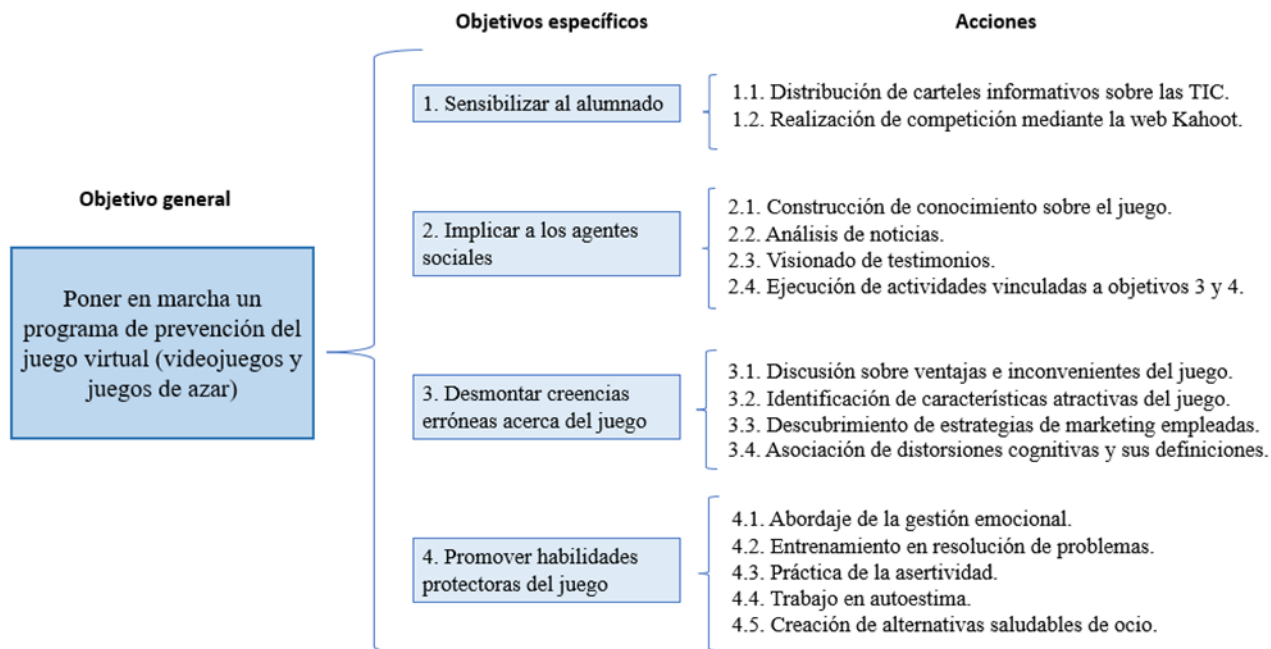 Objetivos específicos
Acciones
Objetivo general
Poner en marcha un
programa de prevención del
juego virtual (videojuegos y
juegos de azar)
1. Sensibilizar al alumnado
1.1. Distribución de carteles informativos sobre las TIC.
1.2. Realización de competición mediante la web Kahoot.
2. Implicar a los agentes
sociales
2.1. Construcción de conocimiento sobre el juego.
2.2. Análisis de noticias.
2.3. Visionado de testimonios.
2.4. Ejecución de actividades vinculadas a objetivos 3 y 4.
3. Desmontar creencias
erróneas acerca del juego
3.1. Discusión sobre ventajas e inconvenientes del juego.
3.2. Identificación de características atractivas del juego.
3.3. Descubrimiento de estrategias de marketing empleadas.
3.4. Asociación de distorsiones cognitivas y sus definiciones.
4. Promover habilidades
protectoras del juego
4.1. Abordaje de la gestión emocional.
4.2. Entrenamiento en resolución de problemas.
4.3. Práctica de la asertividad.
4.4. Trabajo en autoestima.
4.5. Creación de alternativas saludables de ocio.